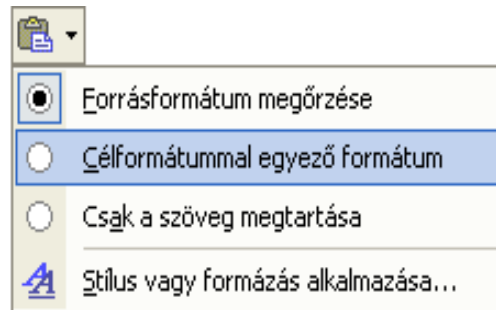 Forrásformátum megőrzése
Célformátummal egyező formátum
Csak a szöveg megtartása
Stílus vagy formázás alkalmazása...